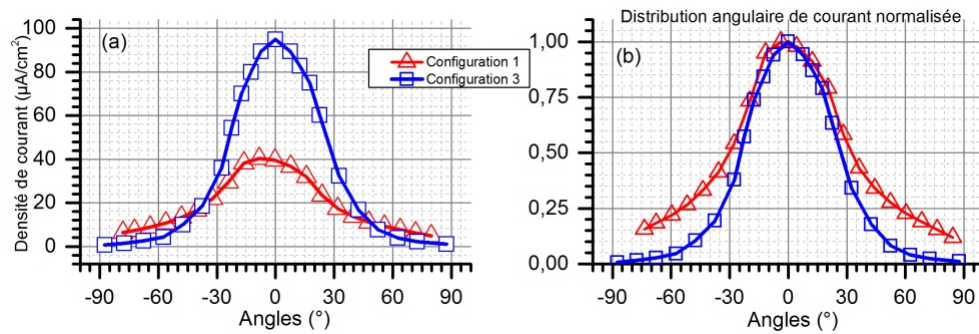 Distribution angulaire de courant normalisée
(a)
Densité de courant (µA/cm²)
100
80
60
40
20
0
-90 -60 -30 0 30 60 90
Angles (°)
Configuration 1
Configuration 3
(b)
1,00
0,75
0,50
0,25
0,00
-90 -60 -30 0 30 60 90
Angles (°)